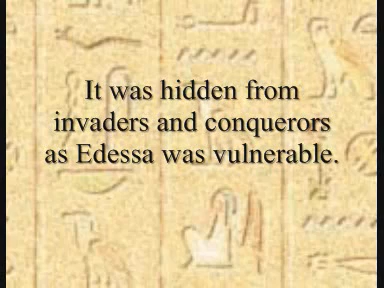 It was hidden from
invaders and conquerors
as Edessa was vulnerable.